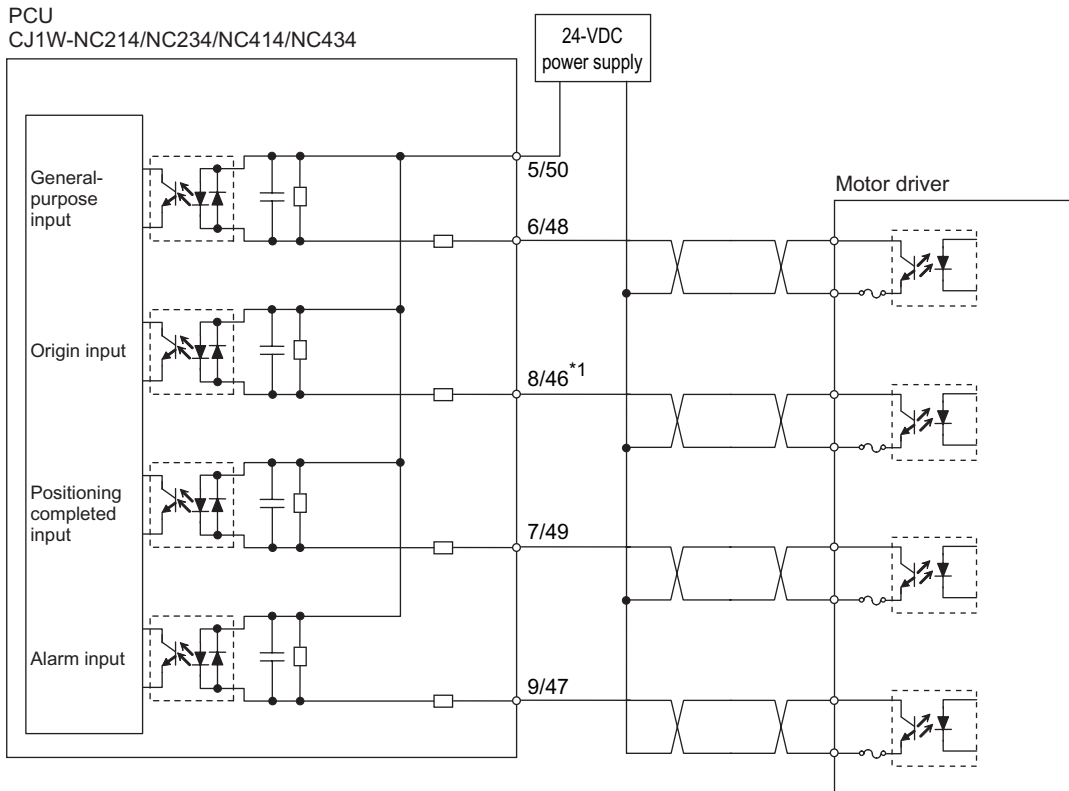 PCU
CJ1W-NC214/NC234/NC414/NC434
24-VDC
power supply
General-
purpose
input
5/50
6/48
Motor driver
Origin input
8/46*1
Positioning
completed
input
7/49
Alarm input
9/47